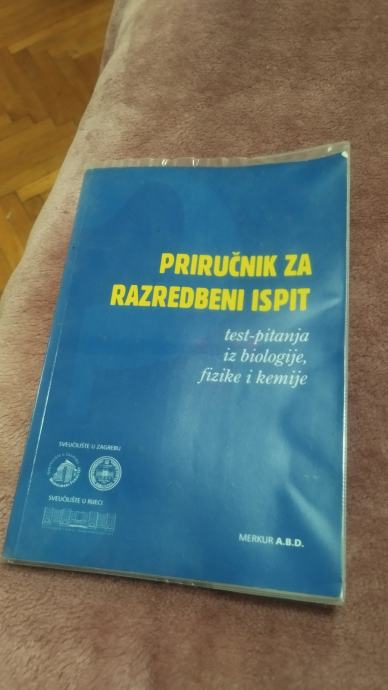 PRIRUČNIK ZA
RAZREDBENI ISPIT
test-pitanja
iz biologije,
fizike i kemije
SVEUČILIŠTE U ZAGREBU
SVEUČILIŠTE U RIJECI
MERKUR A.B.D.